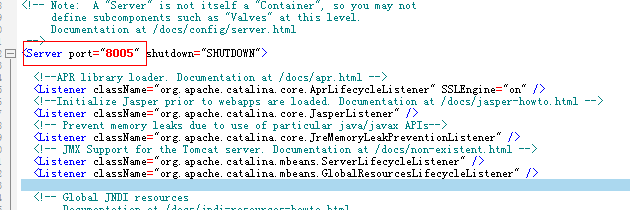 <!-- Note:  A "Server" is not itself a "Container", so you may not
define subcomponents such as "Valves" at this level.
Documentation at /docs/config/server.html
-->
<Server port="8005" shutdown="SHUTDOWN">
<!--APR library loader. Documentation at /docs/apr.html -->
<Listener className="org.apache.catalina.core.AprLifecycleListener" SSLEngine="on" />
<!--Initialize Jasper prior to webapps are loaded. Documentation at /docs/jasper-howto.html -->
<Listener className="org.apache.catalina.core.JasperListener" />
<!-- Prevent memory leaks due to use of particular java/javax APIs-->
<Listener className="org.apache.catalina.core.JreMemoryLeakPreventionListener" />
<!-- JMX Support for the Tomcat server. Documentation at /docs/non-existent.html -->
<Listener className="org.apache.catalina.mbeans.ServerLifecycleListener" />
<Listener className="org.apache.catalina.mbeans.GlobalResourcesLifecycleListener" />
<!-- Global JNDI resources
Documentation at /docs/jndi-resources-howto.html